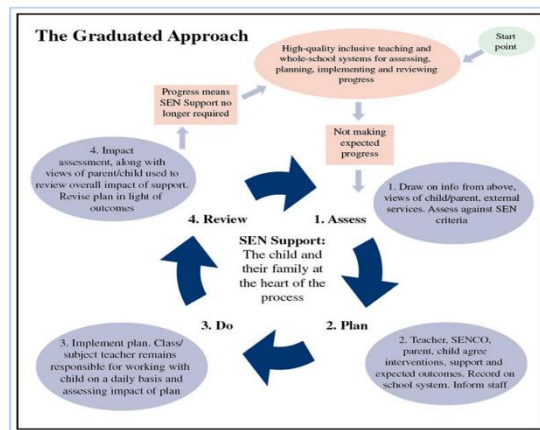 The Graduated Approach
Start
point
High-quality inclusive teaching and
whole-school systems for assessing,
planning, implementing and reviewing
progress
Progress means
SEN Support no
longer required
Not making
expected
progress
4. Impact
assessment, along with
views of parent/child used to
review overall impact of support.
Revise plan in light of
outcomes
1. Draw on info from above,
views of child/parent, external
services. Assess against SEN
criteria
4. Review
1. Assess
SEN Support:
The child and
their family at
the heart of the
process
3. Do
2. Plan
3. Implement plan. Class/
subject teacher remains
responsible for working with
child on a daily basis and
assessing impact of plan
2. Teacher, SENCO,
parent, child agree
interventions, support and
expected outcomes. Record on
school system. Inform staff